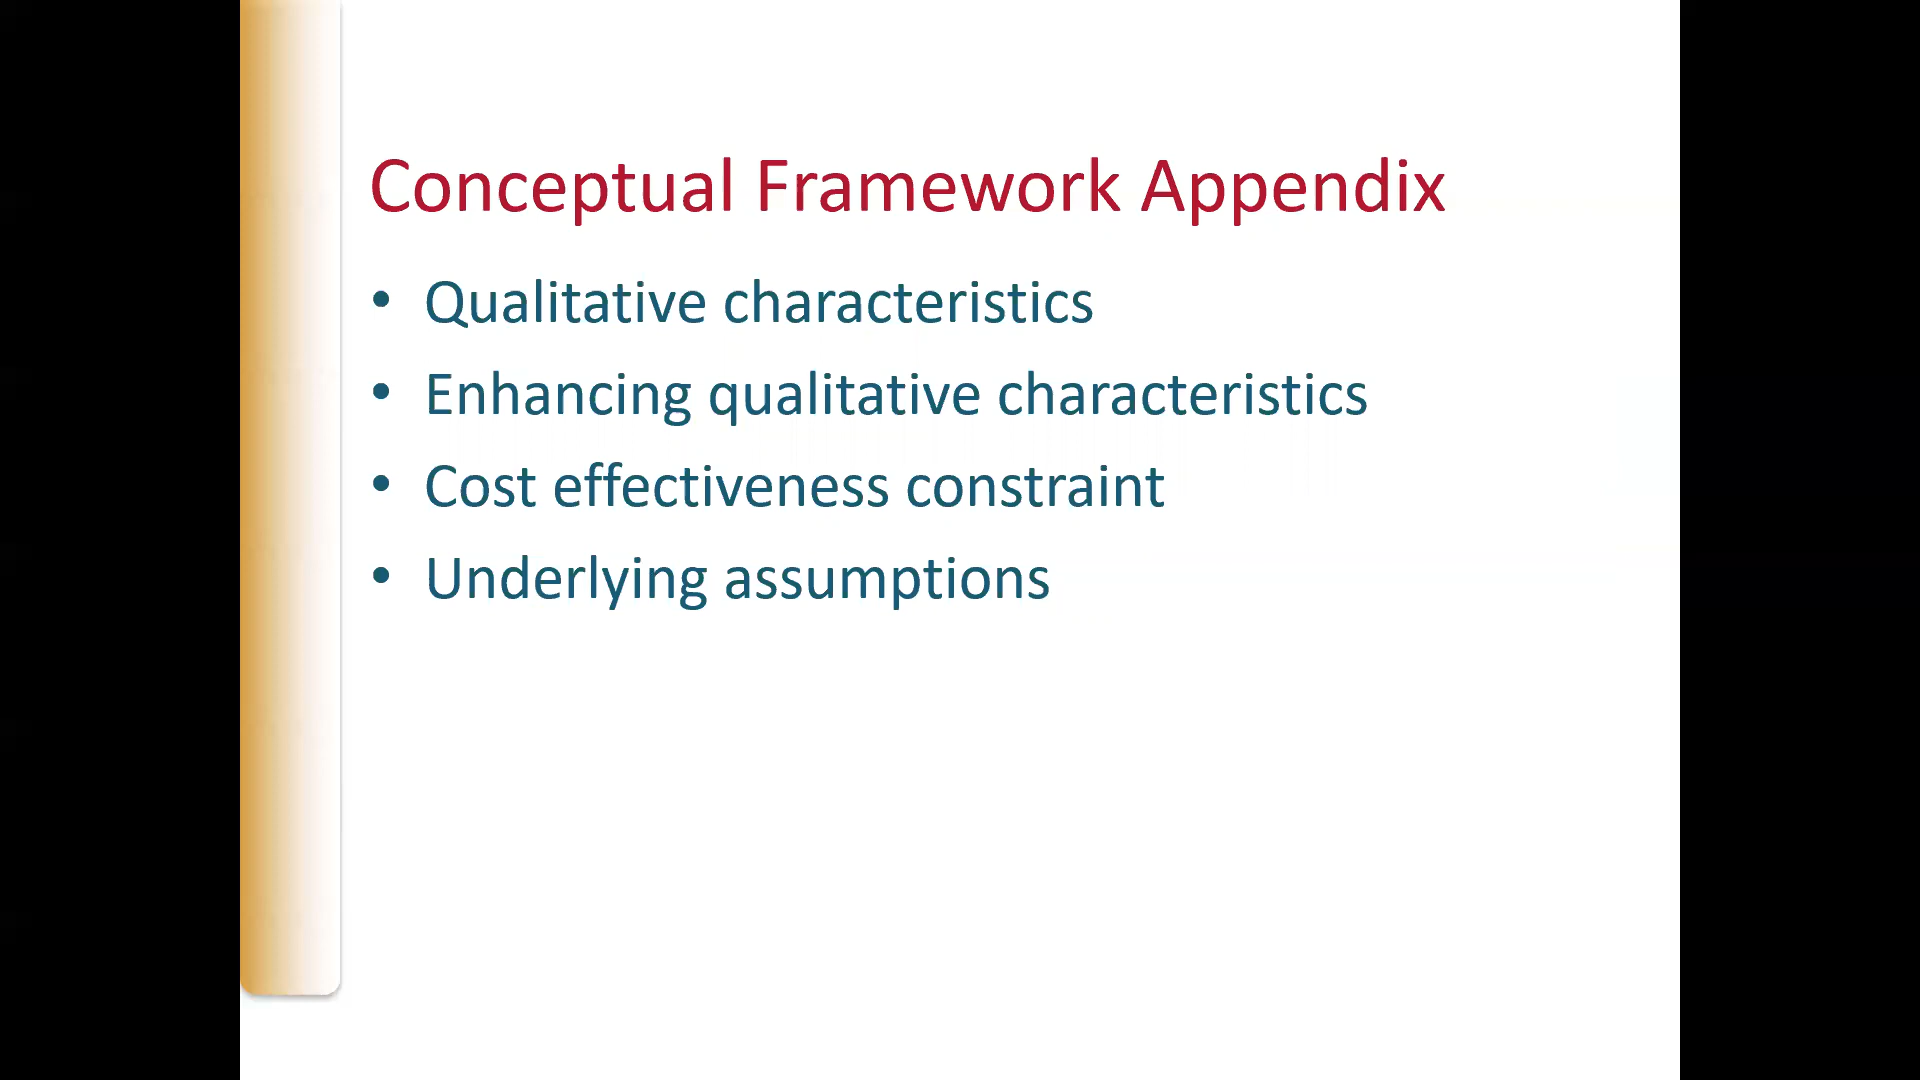 Conceptual Framework Appendix
• Qualitative characteristics
• Enhancing qualitative characteristics
• Cost effectiveness constraint
• Underlying assumptions